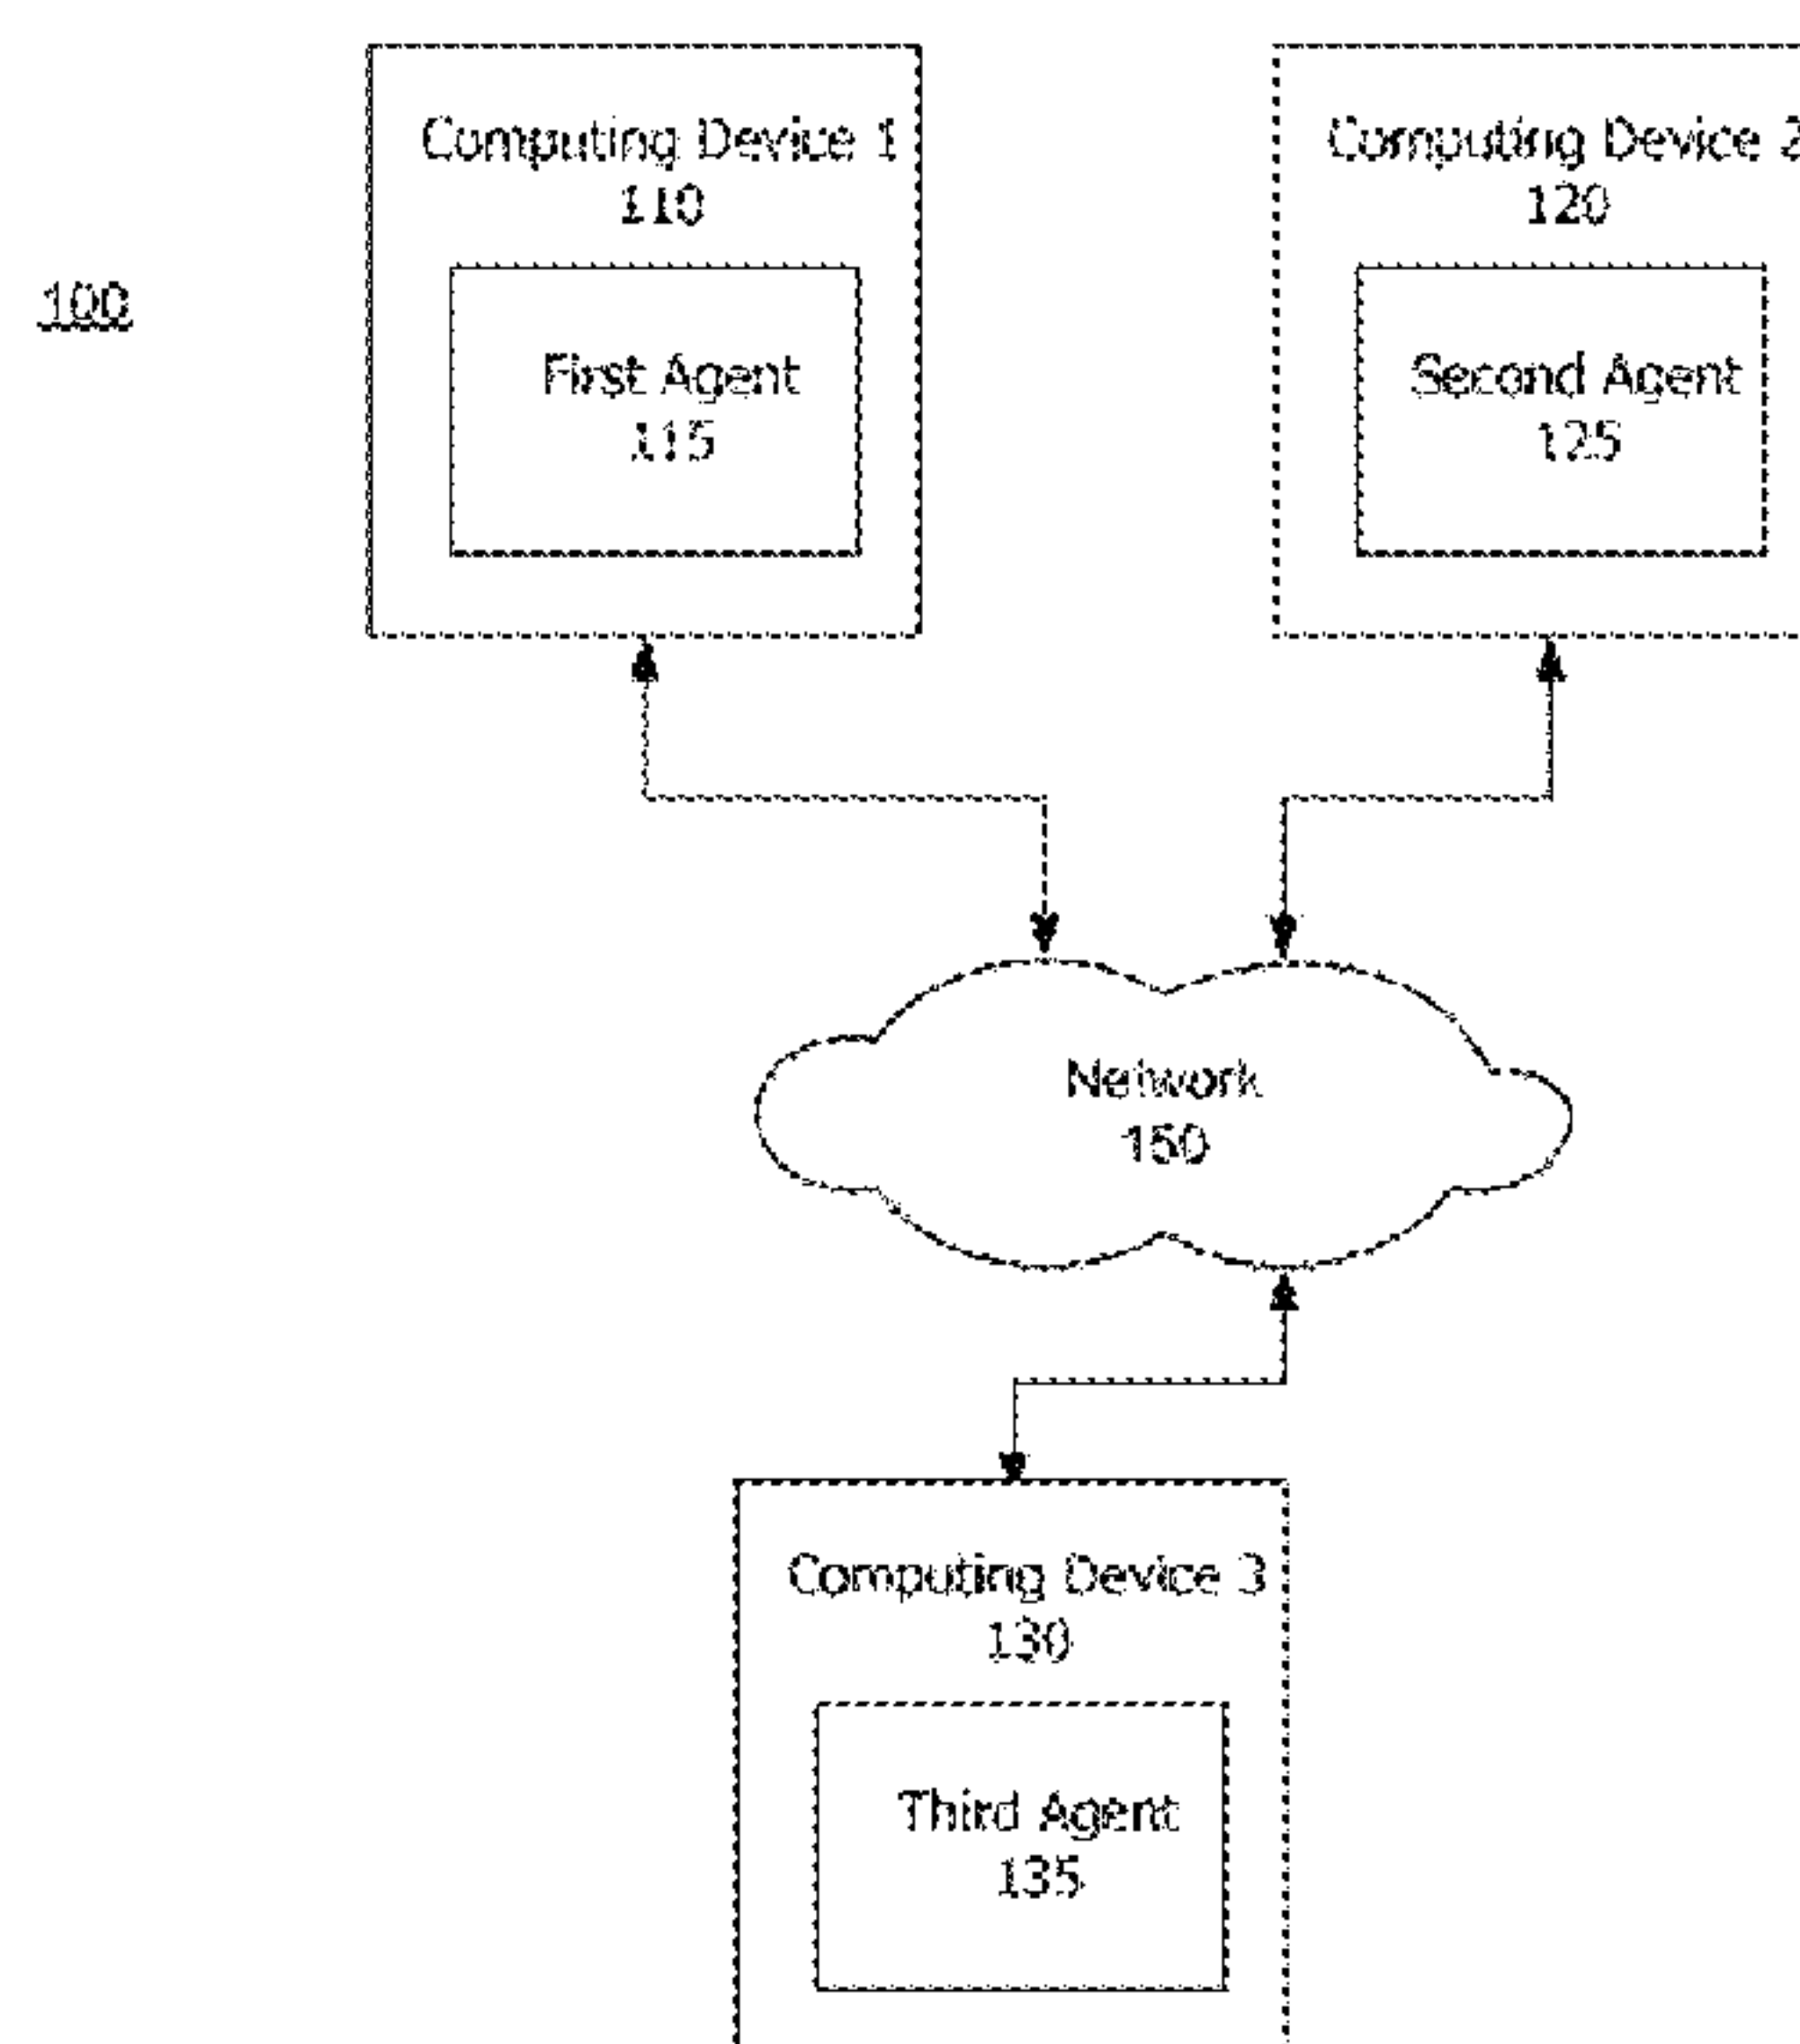 Computing Device 1
110
Computing Device 2
120
100
First Agent
115
Second Agent
125
Network
150
Computing Device 3
130
Third Agent
135